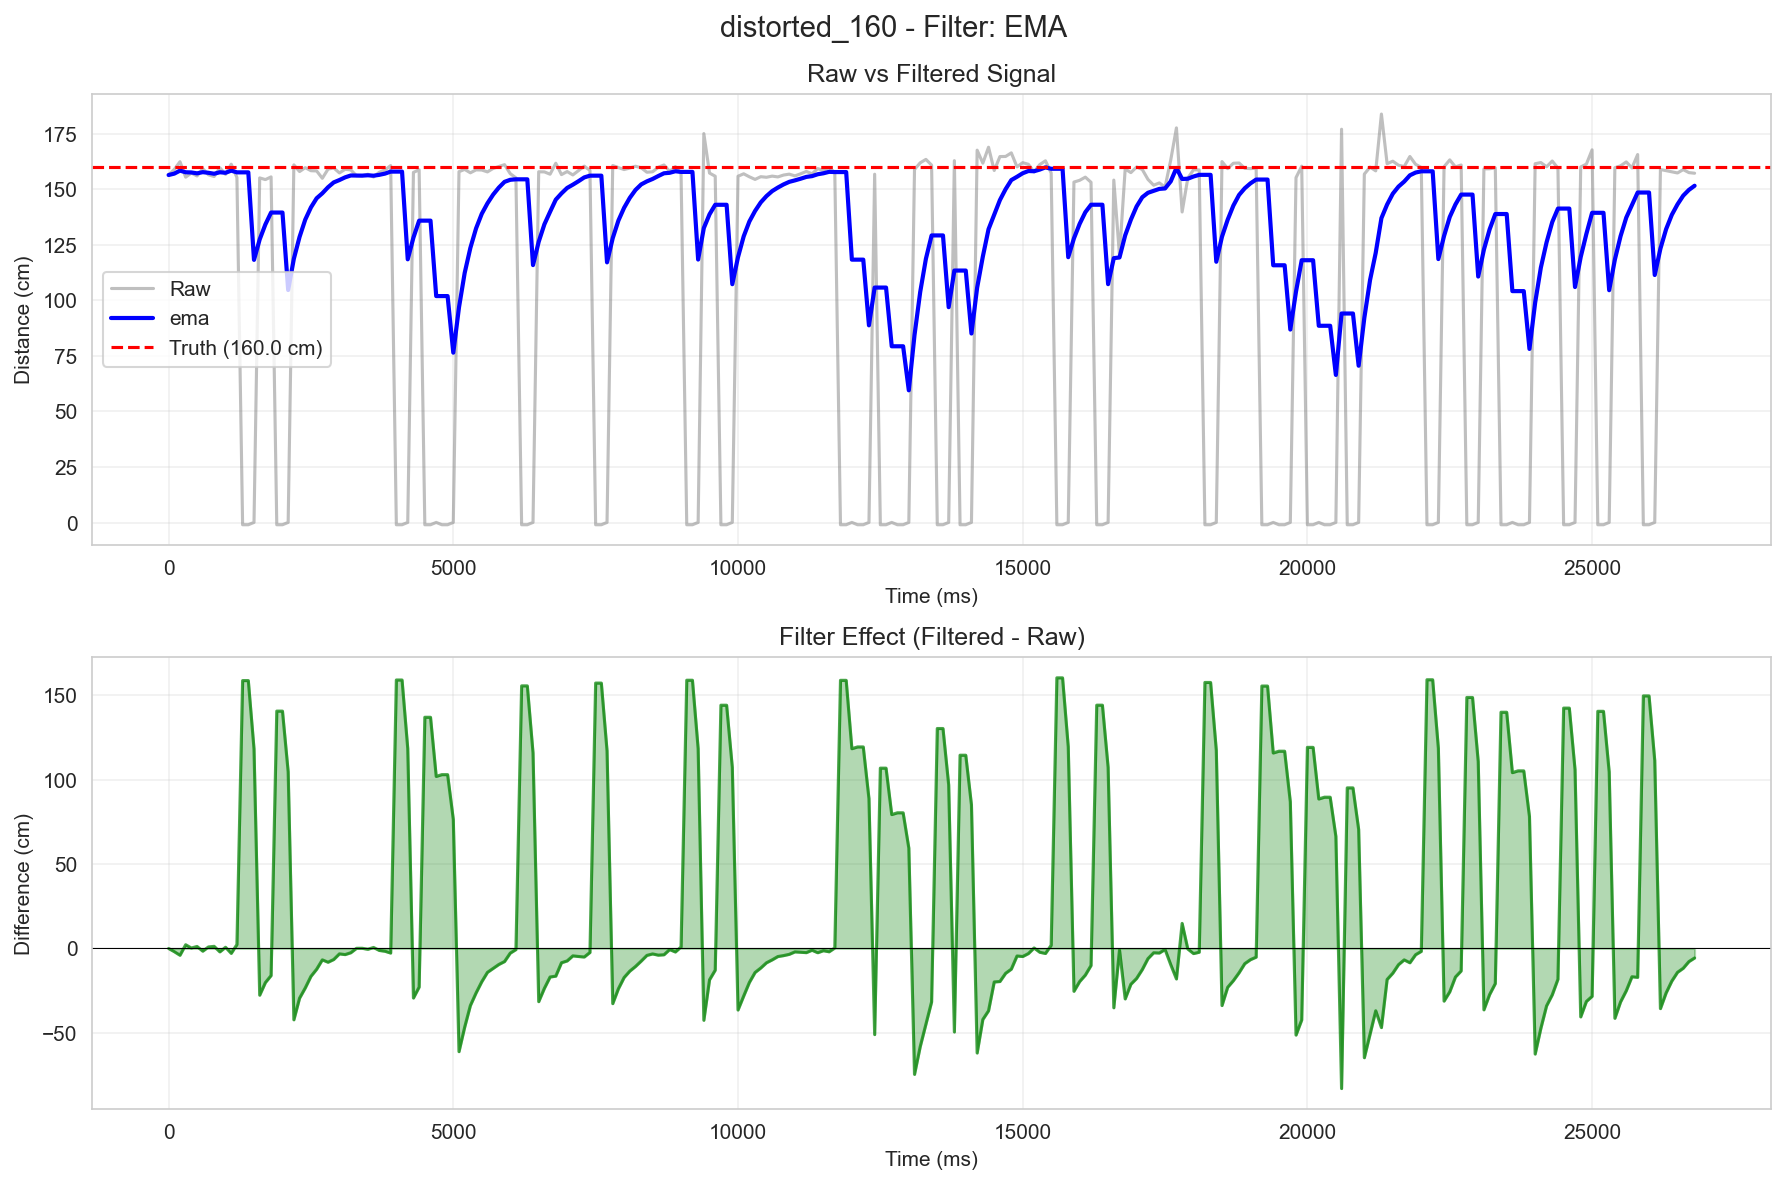 distorted_160 - Filter: EMA
Raw vs Filtered Signal
Distance (cm)
175
150
125
100
75
50
25
0
Raw
ema
Truth (160.0 cm)
0 5000 10000 15000 20000 25000
Time (ms)
Filter Effect (Filtered - Raw)
Difference (cm)
150
100
50
0
−50
0 5000 10000 15000 20000 25000
Time (ms)